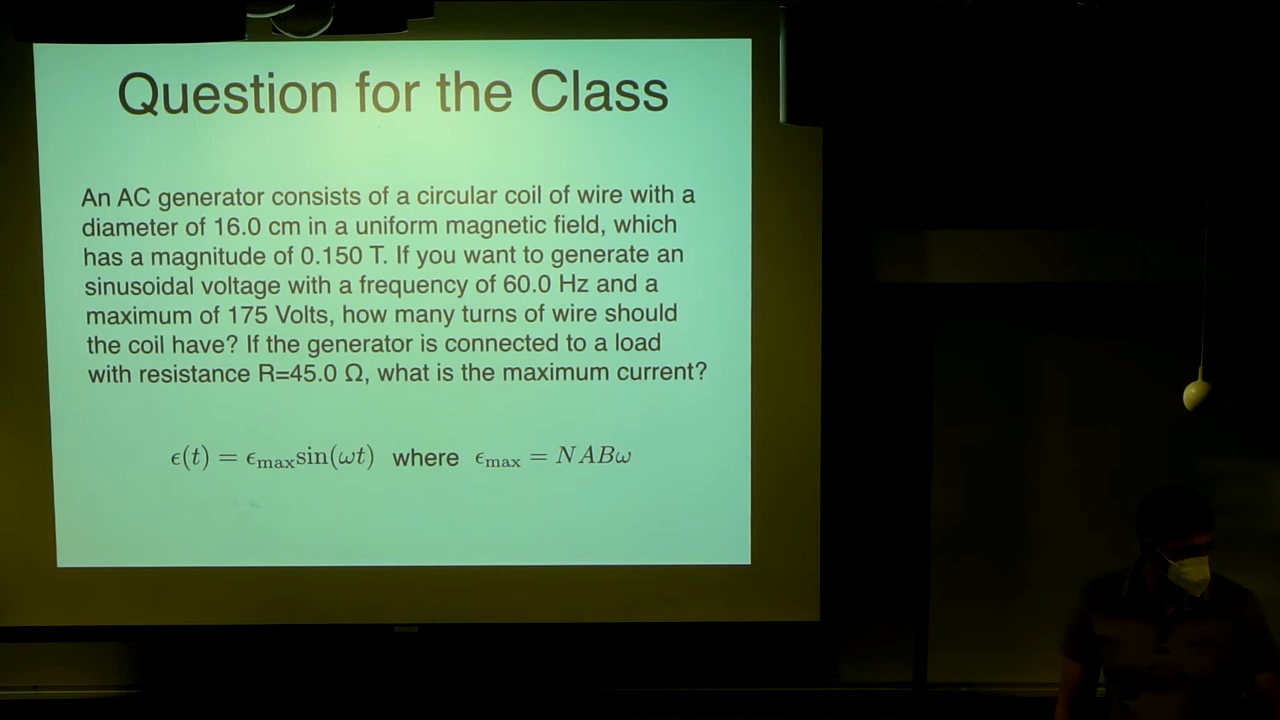 Question for the Class
An AC generator consists of a circular coil of wire with a
diameter of 16.0 cm in a uniform magnetic field, which
has a magnitude of 0.150 T. If you want to generate an
sinusoidal voltage with a frequency of 60.0 Hz and a
maximum of 175 Volts, how many turns of wire should
the coil have? If the generator is connected to a load
with resistance R=45.0 Ω, what is the maximum current?
ϵ(t) = ϵmaxsin(ωt) where ϵmax = NABω